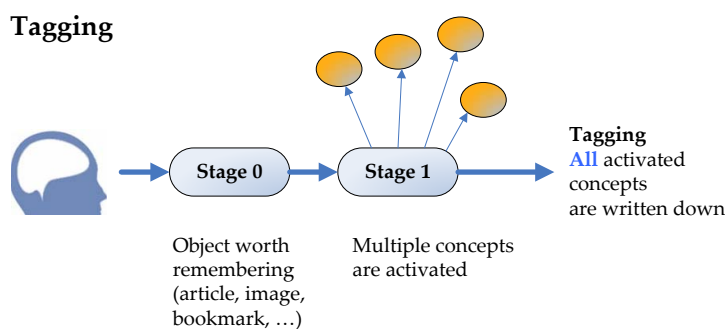 Tagging
Stage 0
Stage 1
Tagging
All activated
concepts
are written down
Object worth
remembering
(article, image,
bookmark, …)
Multiple concepts
are activated